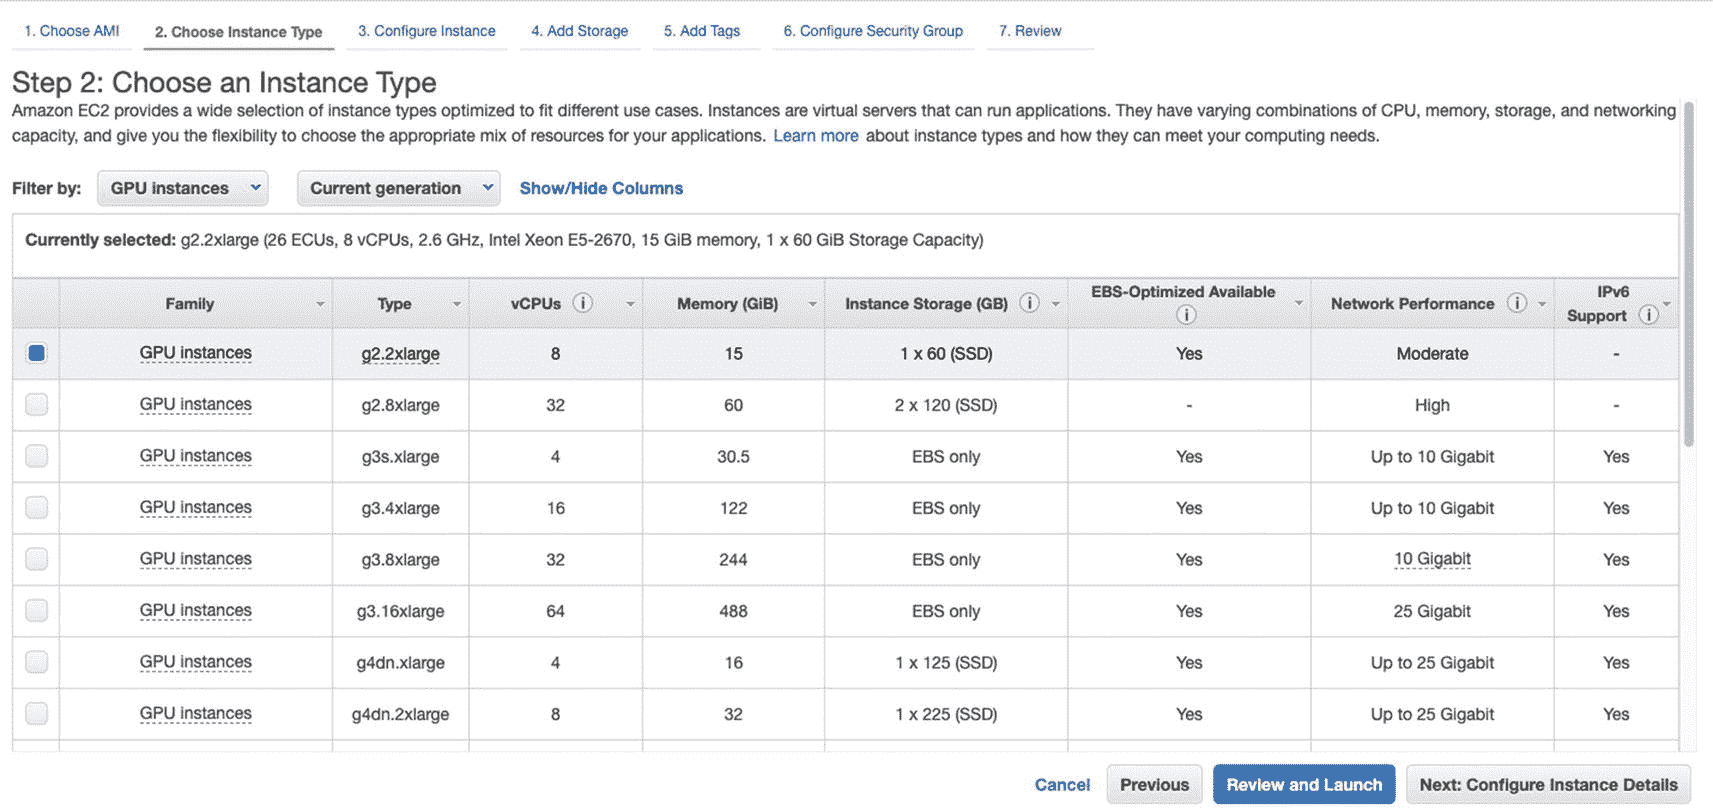 1. Choose AMI 2. Choose Instance Type 3. Configure Instance 4. Add Storage 5. Add Tags 6. Configure Security Group 7. Review
Step 2: Choose an Instance Type
Amazon EC2 provides a wide selection of instance types optimized to fit different use cases. Instances are virtual servers that can run applications. They have varying combinations of CPU, memory, storage, and networking
capacity, and give you the flexibility to choose the appropriate mix of resources for your applications. Learn more about instance types and how they can meet your computing needs.
Filter by: GPU instances Current generation Show/Hide Columns
Currently selected: g2.2xlarge (26 ECUs, 8 vCPUs, 2.6 GHz, Intel Xeon E5-2670, 15 GiB memory, 1 x 60 GiB Storage Capacity)
Family Type vCPUs i Memory (GiB) Instance Storage (GB) i EBS-Optimized Available i Network Performance i IPv6 Support i
GPU instances g2.2xlarge 8 15 1 x 60 (SSD) Yes Moderate -
GPU instances g2.8xlarge 32 60 2 x 120 (SSD) - High -
GPU instances g3s.xlarge 4 30.5 EBS only Yes Up to 10 Gigabit Yes
GPU instances g3.4xlarge 16 122 EBS only Yes Up to 10 Gigabit Yes
GPU instances g3.8xlarge 32 244 EBS only Yes 10 Gigabit Yes
GPU instances g3.16xlarge 64 488 EBS only Yes 25 Gigabit Yes
GPU instances g4dn.xlarge 4 16 1 x 125 (SSD) Yes Up to 25 Gigabit Yes
GPU instances g4dn.2xlarge 8 32 1 x 225 (SSD) Yes Up to 25 Gigabit Yes
Cancel Previous Review and Launch Next: Configure Instance Details